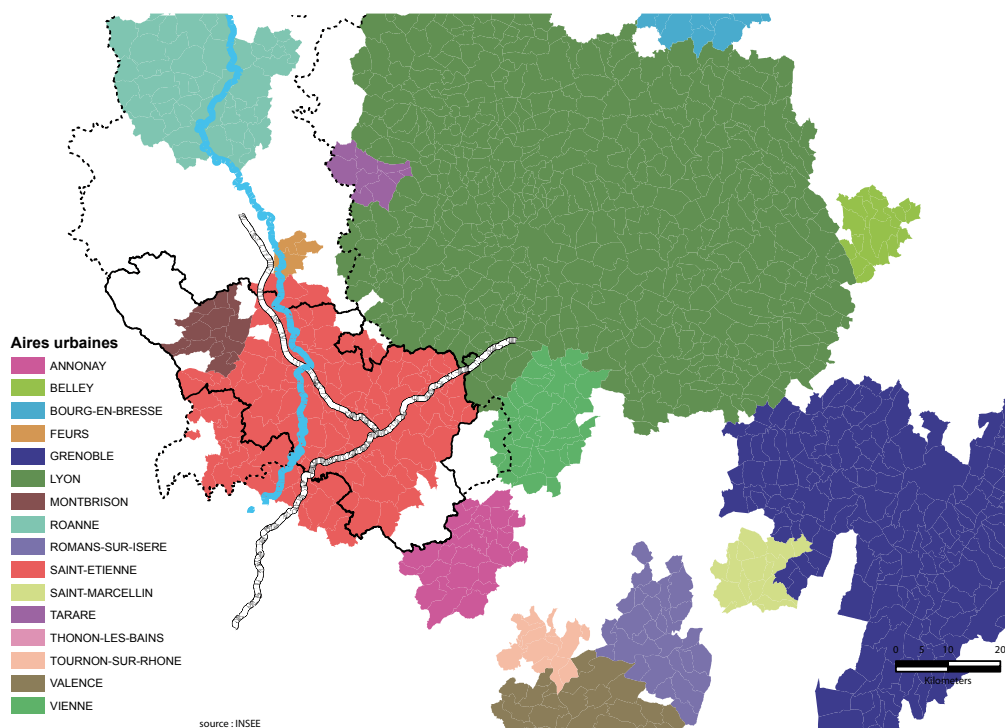 Aires urbaines
ANNONAY
BELLEY
BOURG-EN-BRESSE
FEURS
GRENOBLE
LYON
MONTBRISON
ROANNE
ROMANS-SUR-ISERE
SAINT-ETIENNE
SAINT-MARCELLIN
TARARE
THONON-LES-BAINS
TOURNON-SUR-RHONE
VALENCE
VIENNE
0 5 10 20
Kilometers
source : INSEE